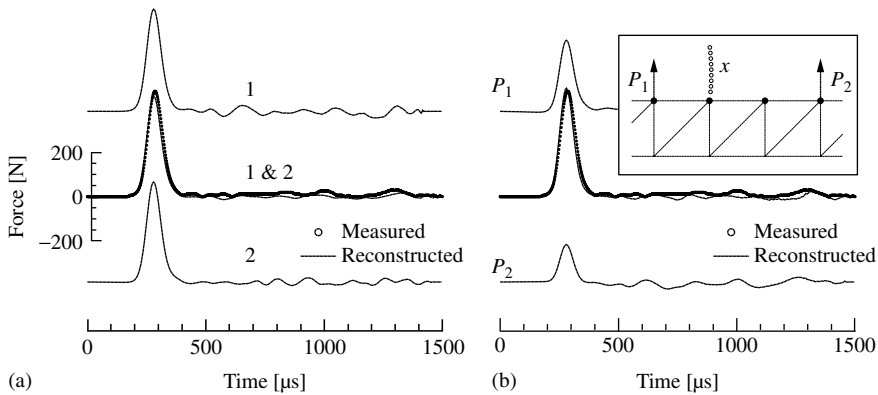 1
200
0
−200
Force [N]
1 & 2
2
Measured
Reconstructed
0 500 1000 1500
(a)
Time [μs]
P1
P1
x
P2
P2
Measured
Reconstructed
0 500 1000 1500
(b)
Time [μs]